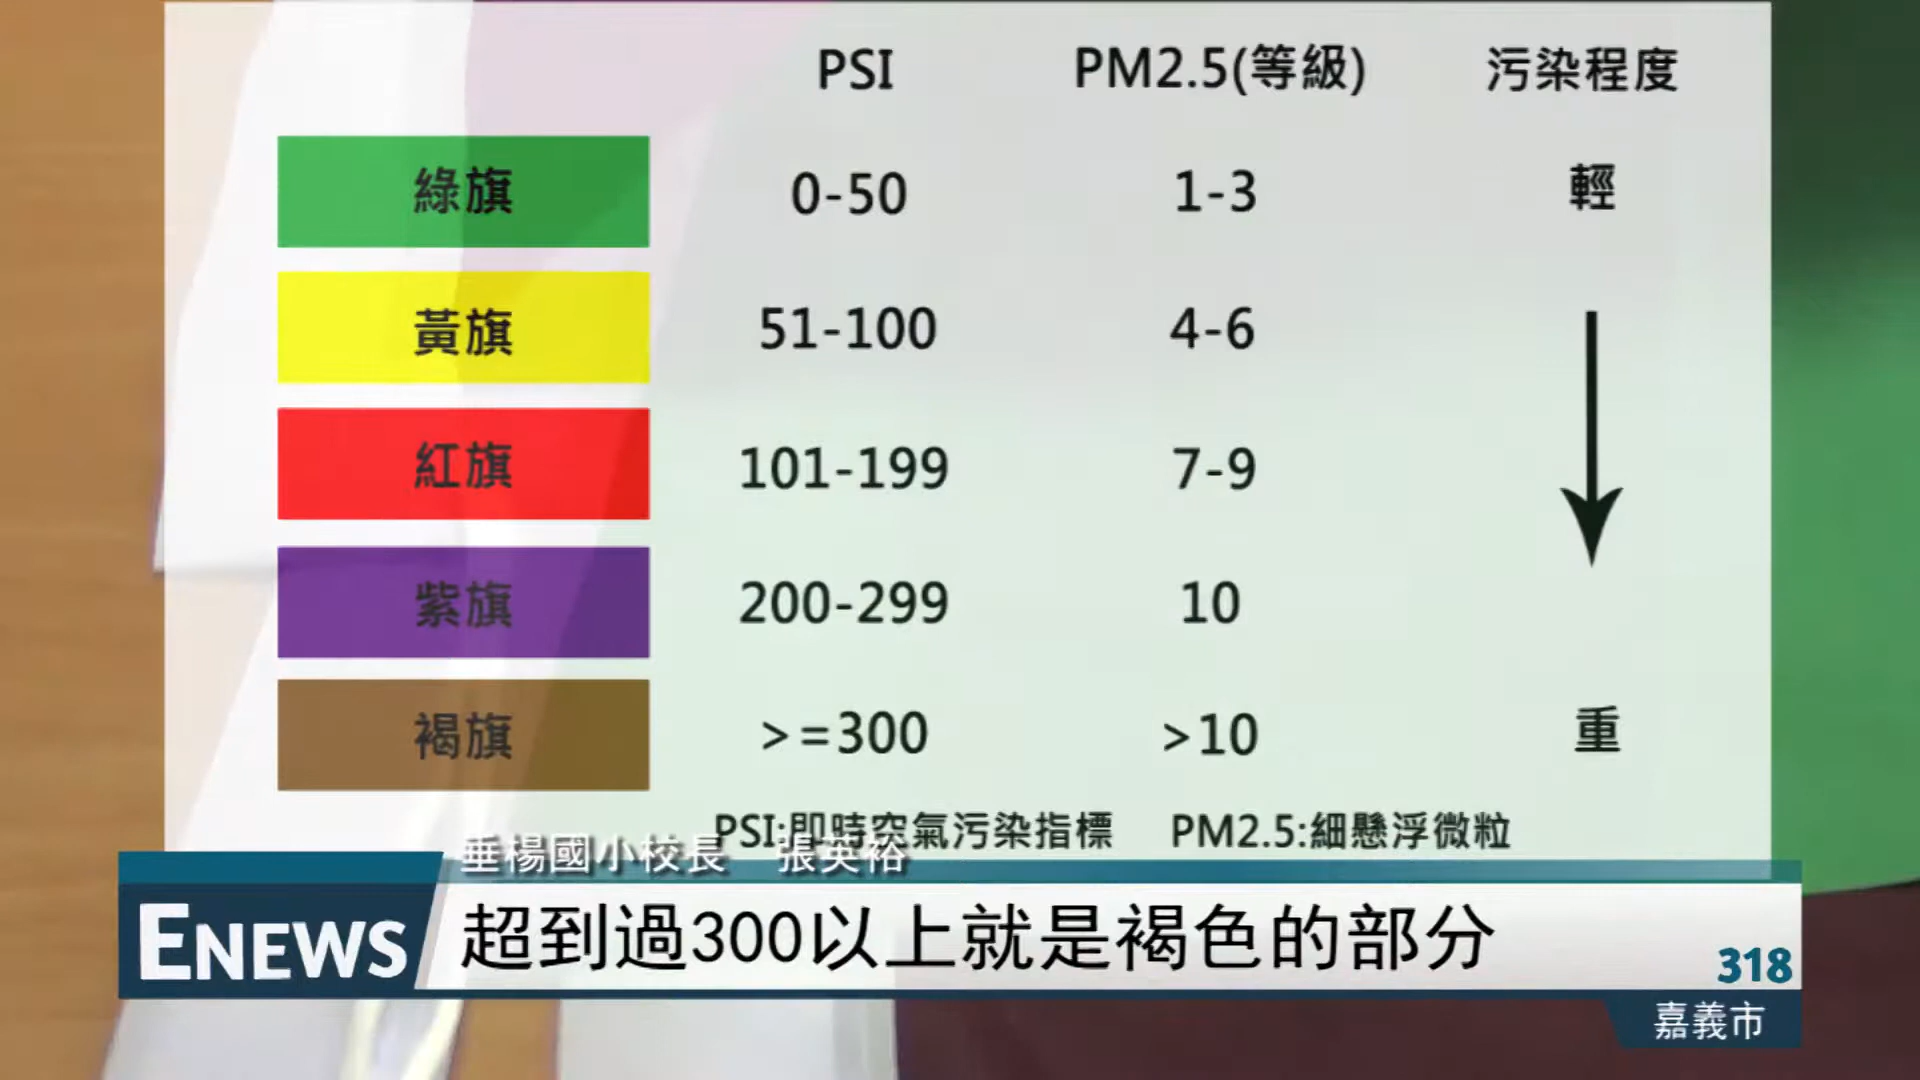 PSI PM2.5(等級) 污染程度
綠旗 0-50 1-3 輕
黃旗 51-100 4-6
紅旗 101-199 7-9
紫旗 200-299 10
褐旗 >=300 >10 重
PSI:即時空氣污染指標 PM2.5:細懸浮微粒
垂楊國小校長 張英裕
ENEWS 超到過300以上就是褐色的部分
318
嘉義市